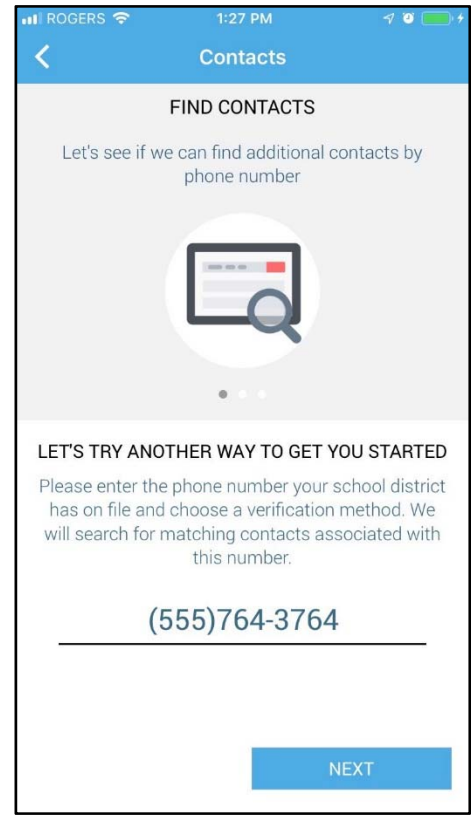 ROGERS 1:27 PM
Contacts
FIND CONTACTS
Let's see if we can find additional contacts by
phone number
LET'S TRY ANOTHER WAY TO GET YOU STARTED
Please enter the phone number your school district
has on file and choose a verification method. We
will search for matching contacts associated with
this number.
(555)764-3764
NEXT